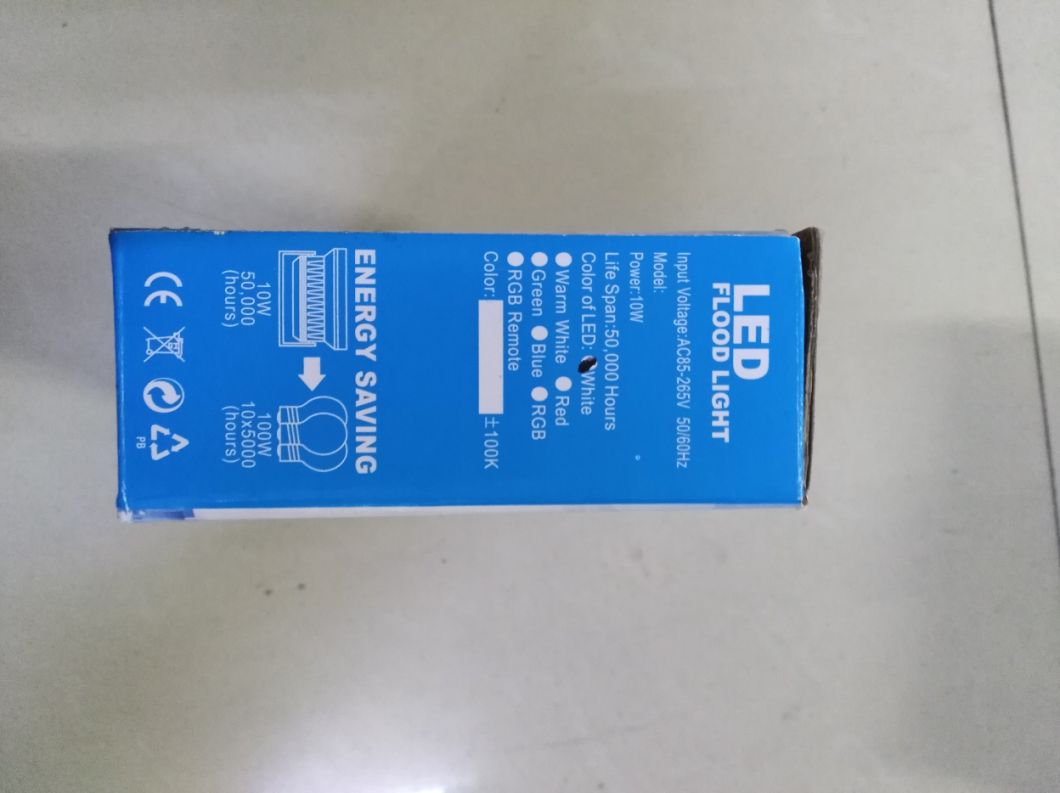 LED
FLOOD LIGHT
Input Voltage:AC85-265V 50/60Hz
Model:
Power:10W
Life Span:50,000 Hours
Color of LED: White
Warm White Red
Green Blue RGB
RGB Remote
Color: ±100K
ENERGY SAVING
10W
50,000
(hours)
100W
10x5000
(hours)
CE
PB